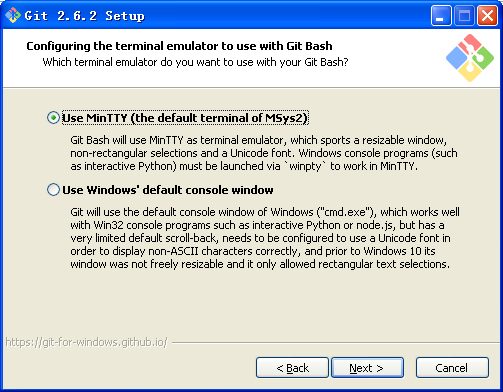 Git 2.6.2 Setup
Configuring the terminal emulator to use with Git Bash
Which terminal emulator do you want to use with your Git Bash?
Use MinTTY (the default terminal of MSys2)
Git Bash will use MinTTY as terminal emulator, which sports a resizable window,
non-rectangular selections and a Unicode font. Windows console programs (such
as interactive Python) must be launched via `winpty` to work in MinTTY.
Use Windows' default console window
Git will use the default console window of Windows ("cmd.exe"), which works well
with Win32 console programs such as interactive Python or node.js, but has a
very limited default scroll-back, needs to be configured to use a Unicode font in
order to display non-ASCII characters correctly, and prior to Windows 10 its
window was not freely resizable and it only allowed rectangular text selections.
https://git-for-windows.github.io/
< Back Next > Cancel